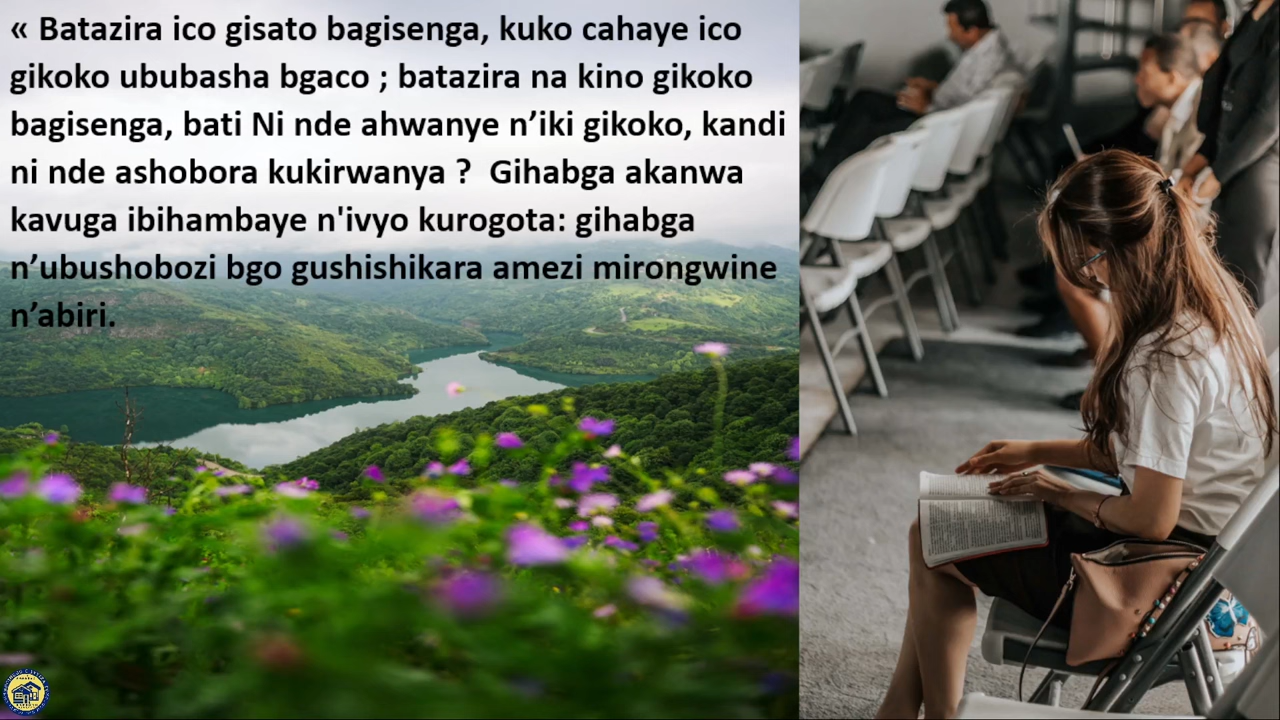 « Batazira ico gisato bagisenga, kuko cahaye ico
gikoko ububasha bgaco ; batazira na kino gikoko
bagisenga, bati Ni nde ahwanye n’iki gikoko, kandi
ni nde ashobora kukirwanya ?  Gihabga akanwa
kavuga ibihambaye n'ivyo kurogota: gihabga
n’ubushobozi bgo gushishikara amezi mirongwine
n’abiri.